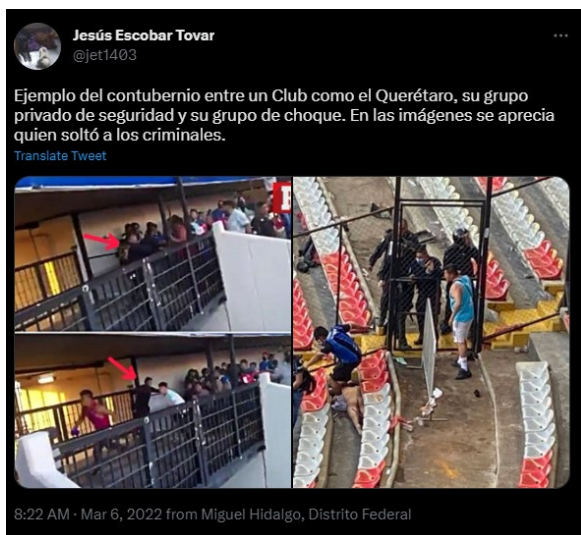 Jesús Escobar Tovar
@jet1403
Ejemplo del contubernio entre un Club como el Querétaro, su grupo
privado de seguridad y su grupo de choque. En las imágenes se aprecia
quien soltó a los criminales.
Translate Tweet
8:22 AM · Mar 6, 2022 from Miguel Hidalgo, Distrito Federal